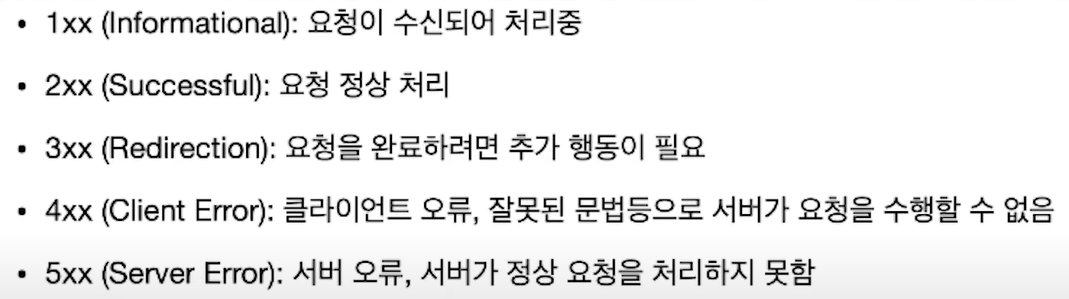 • 1xx (Informational): 요청이 수신되어 처리중
• 2xx (Successful): 요청 정상 처리
• 3xx (Redirection): 요청을 완료하려면 추가 행동이 필요
• 4xx (Client Error): 클라이언트 오류, 잘못된 문법등으로 서버가 요청을 수행할 수 없음
• 5xx (Server Error): 서버 오류, 서버가 정상 요청을 처리하지 못함